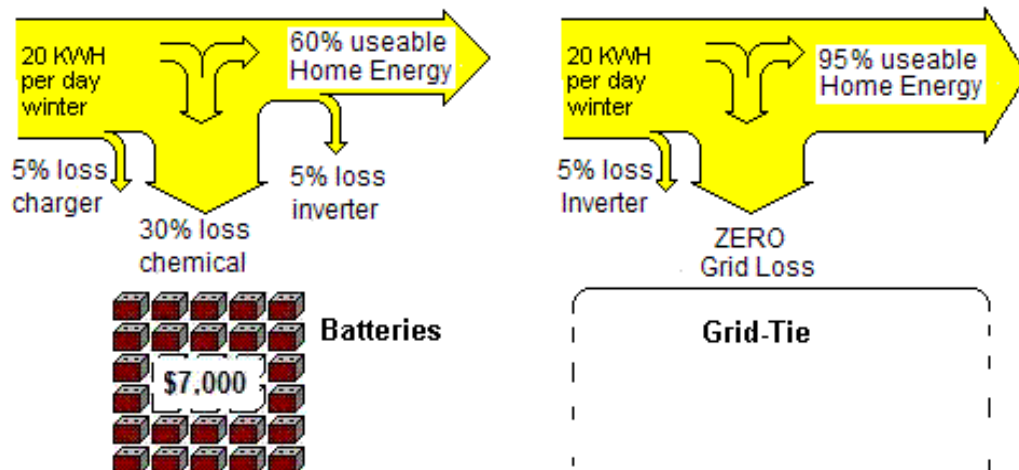 20 KWH
per day
winter
60% useable
Home Energy
5% loss
charger
5% loss
inverter
30% loss
chemical
Batteries
$7,000
20 KWH
per day
winter
95% useable
Home Energy
5% loss
Inverter
ZERO
Grid Loss
Grid-Tie